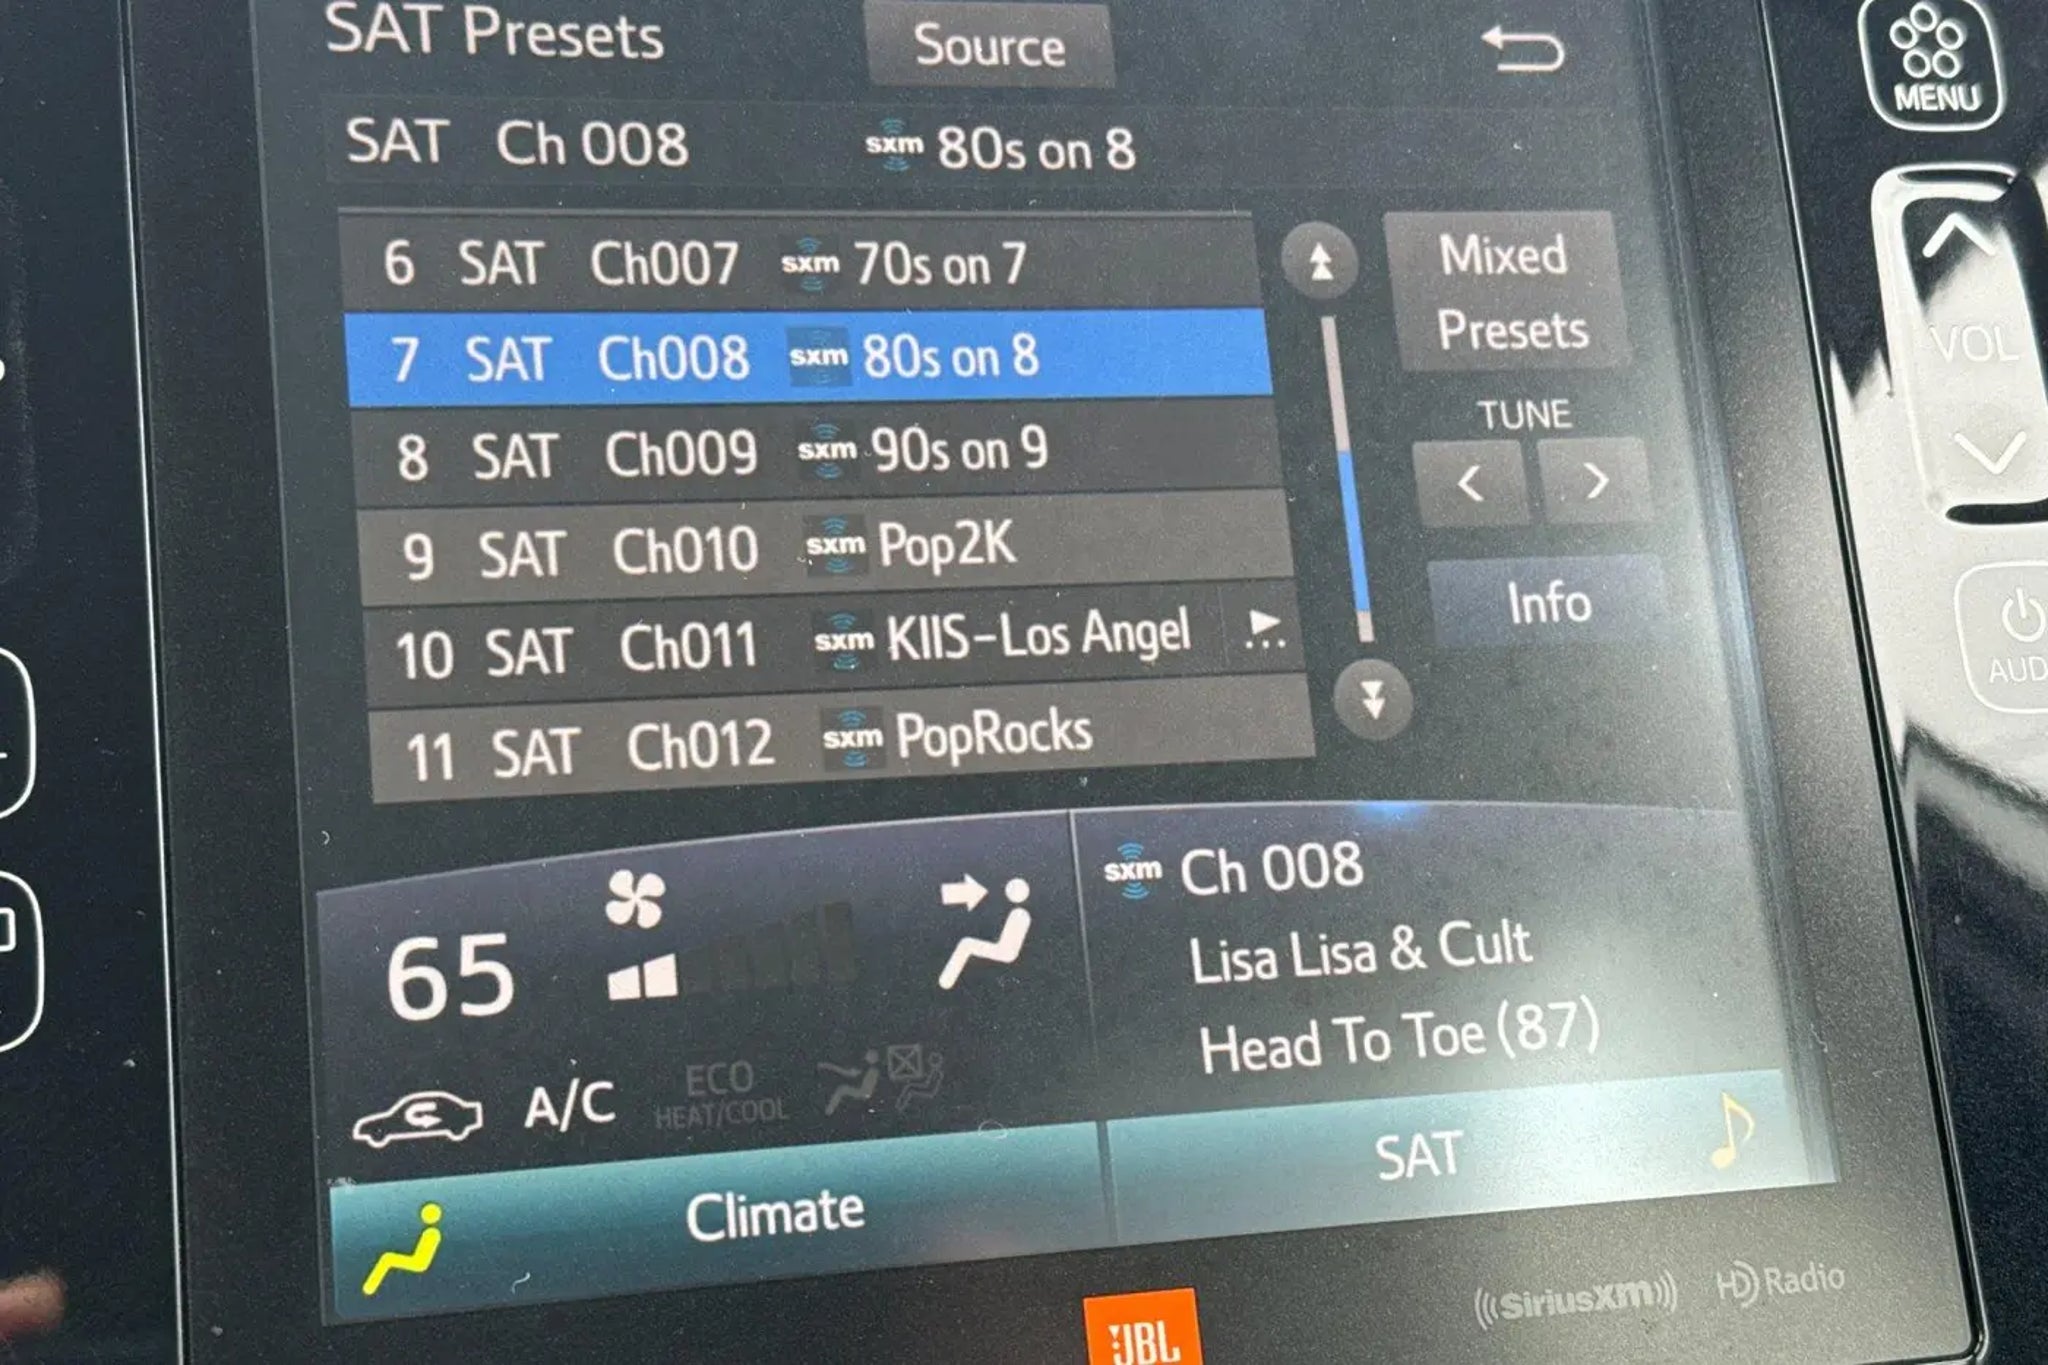 SAT Presets Source
MENU
SAT Ch 008 sxm 80s on 8
6 SAT Ch007 sxm 70s on 7
7 SAT Ch008 sxm 80s on 8
8 SAT Ch009 sxm 90s on 9
9 SAT Ch010 sxm Pop2K
10 SAT Ch011 sxm KIIS-Los Angel
11 SAT Ch012 sxm PopRocks
Mixed
Presets
TUNE
< >
Info
VOL
AUD
65
A/C ECO
HEAT/COOL
sxm Ch 008
Lisa Lisa & Cult
Head To Toe (87)
Climate
SAT
JBL
SiriusXM
HD Radio